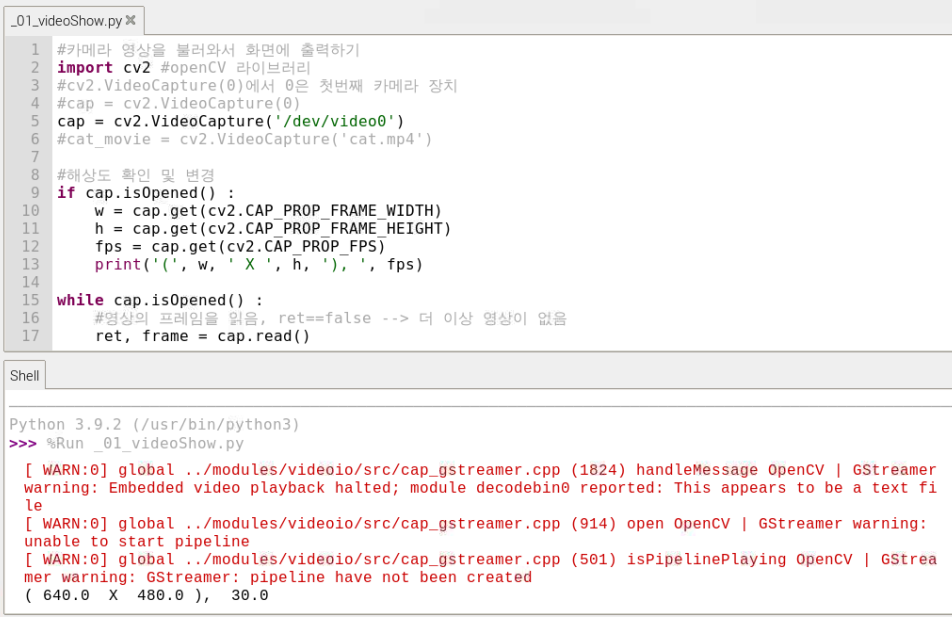 _01_videoShow.py
1 #카메라 영상을 불러와서 화면에 출력하기
2 import cv2 #openCV 라이브러리
3 #cv2.VideoCapture(0)에서 0은 첫번째 카메라 장치
4 #cap = cv2.VideoCapture(0)
5 cap = cv2.VideoCapture('/dev/video0')
6 #cat_movie = cv2.VideoCapture('cat.mp4')
7
8 #해상도 확인 및 변경
9 if cap.isOpened() :
10     w = cap.get(cv2.CAP_PROP_FRAME_WIDTH)
11     h = cap.get(cv2.CAP_PROP_FRAME_HEIGHT)
12     fps = cap.get(cv2.CAP_PROP_FPS)
13     print('(', w, ' X ', h, '), ', fps)
14
15 while cap.isOpened() :
16     #영상의 프레임을 읽음, ret==false --> 더 이상 영상이 없음
17     ret, frame = cap.read()
Shell
Python 3.9.2 (/usr/bin/python3)
>>> %Run _01_videoShow.py
[ WARN:0] global ../modules/videoio/src/cap_gstreamer.cpp (1824) handleMessage OpenCV | GStreamer
warning: Embedded video playback halted; module decodebin0 reported: This appears to be a text fi
le
[ WARN:0] global ../modules/videoio/src/cap_gstreamer.cpp (914) open OpenCV | GStreamer warning:
unable to start pipeline
[ WARN:0] global ../modules/videoio/src/cap_gstreamer.cpp (501) isPipelinePlaying OpenCV | GStrea
mer warning: GStreamer: pipeline have not been created
( 640.0  X  480.0 ),  30.0